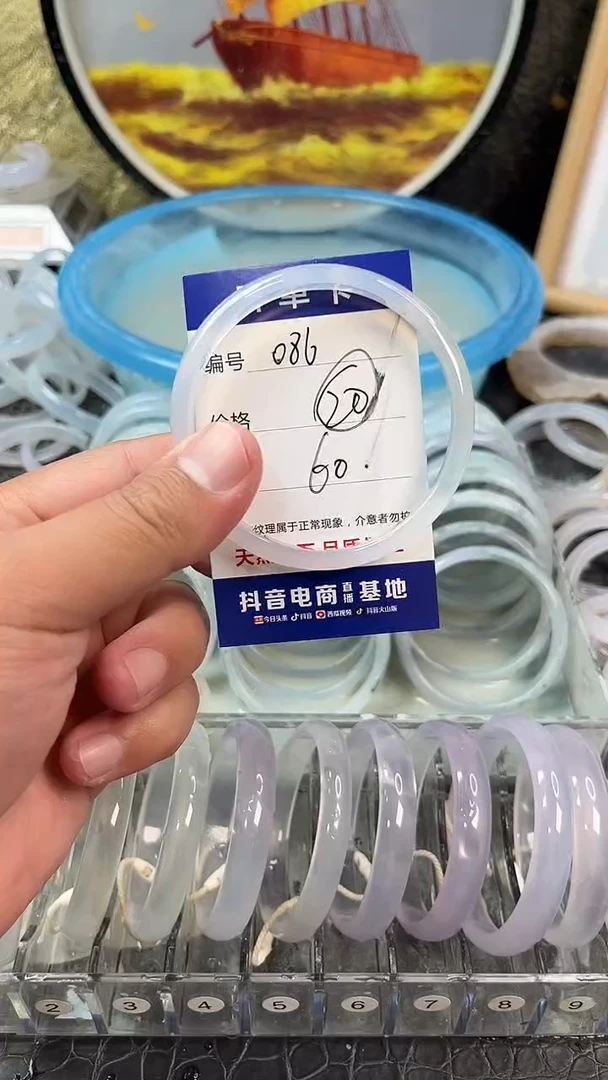 编号 086
价格 50
60.
纹理属于正常现象，介意者勿拍
抖音电商直播基地
今日头条 抖音 西瓜视频 抖音火山版
2 3 4 5 6 7 8 9